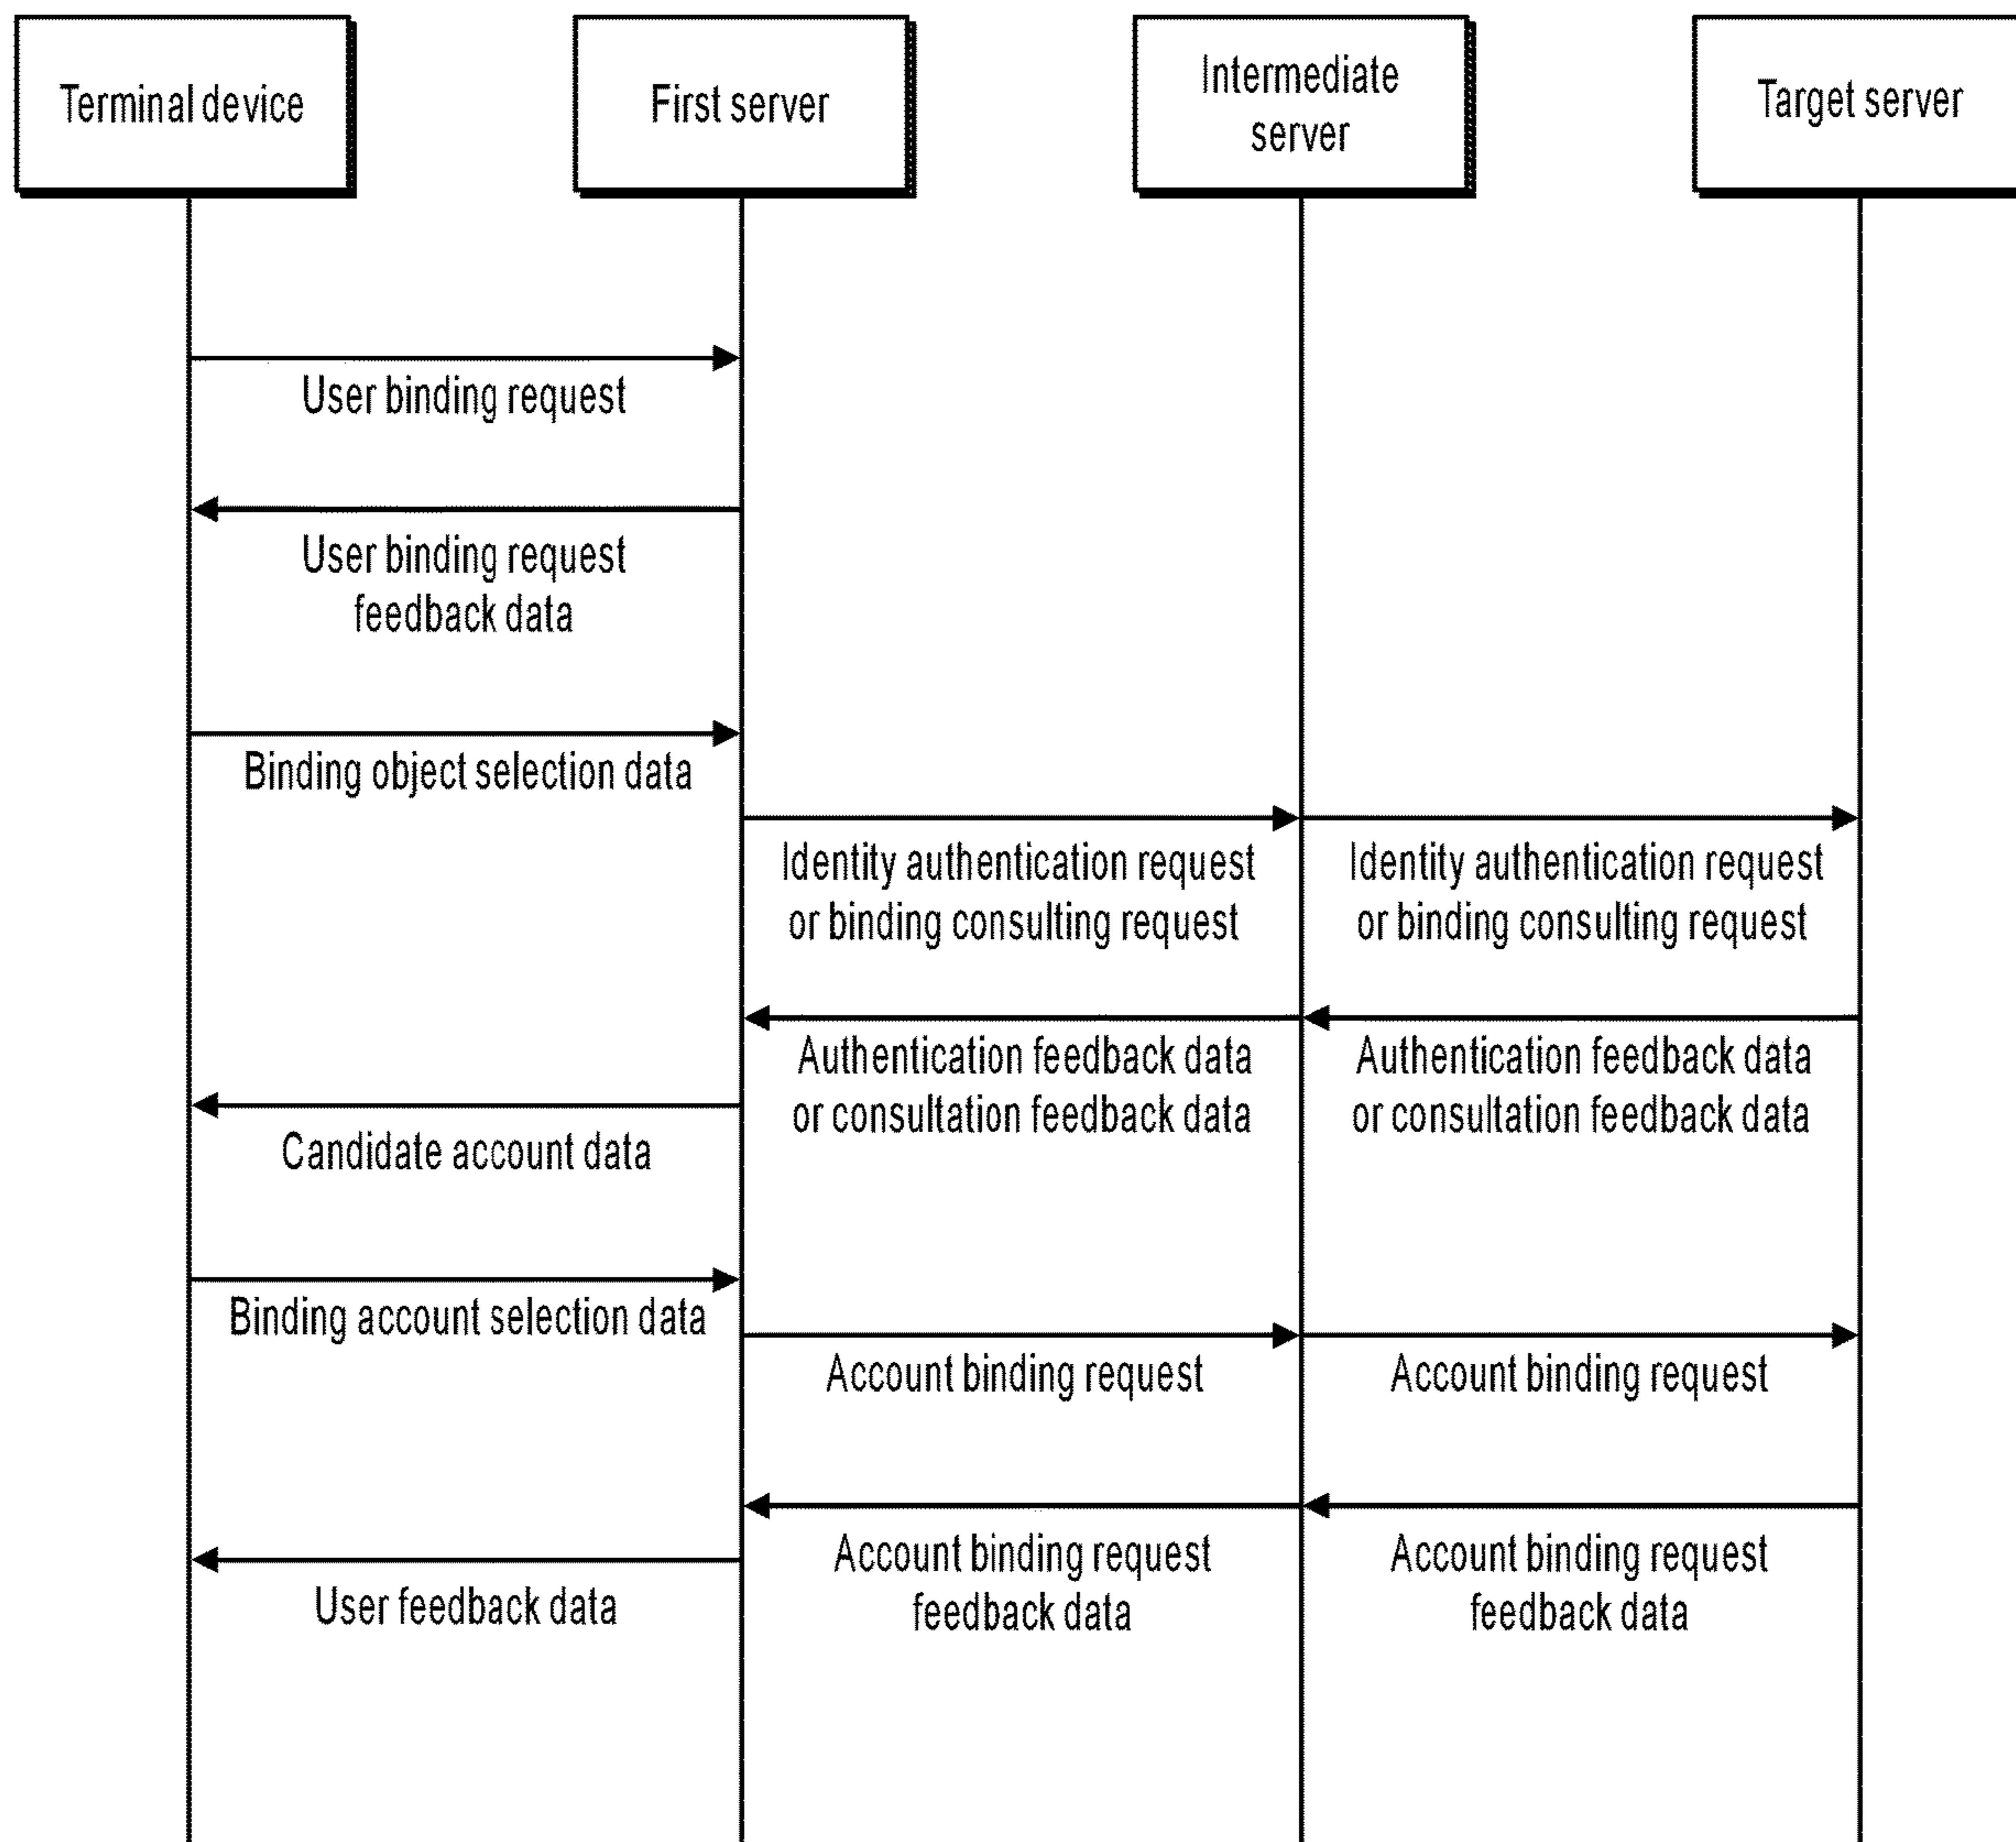 Terminal device
First server
Intermediate
server
Target server
User binding request
User binding request
feedback data
Binding object selection data
Identity authentication request
or binding consulting request
Identity authentication request
or binding consulting request
Authentication feedback data
or consultation feedback data
Authentication feedback data
or consultation feedback data
Candidate account data
Binding account selection data
Account binding request
Account binding request
Account binding request
feedback data
Account binding request
feedback data
User feedback data